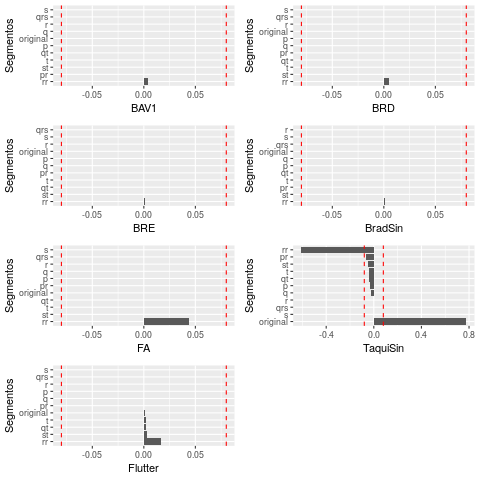 Segmentos
s
qrs
r
q
original
p
qt
t
st
pr
rr
-0.05
0.00
0.05
BAV1
Segmentos
s
qrs
r
original
q
p
qt
t
st
pr
rr
-0.05
0.00
0.05
BRD
Segmentos
qrs
s
r
original
p
q
pr
t
qt
st
rr
-0.05
0.00
0.05
BRE
Segmentos
r
s
qrs
original
q
p
qt
t
pr
st
rr
-0.05
0.00
0.05
BradSin
Segmentos
s
qrs
r
q
p
pr
original
qt
t
st
rr
-0.05
0.00
0.05
FA
Segmentos
rr
pr
st
t
qt
p
q
r
qrs
s
original
-0.4
0.0
0.4
0.8
TaquiSin
Segmentos
s
qrs
r
p
pr
original
t
q
qt
st
rr
-0.05
0.00
0.05
Flutter